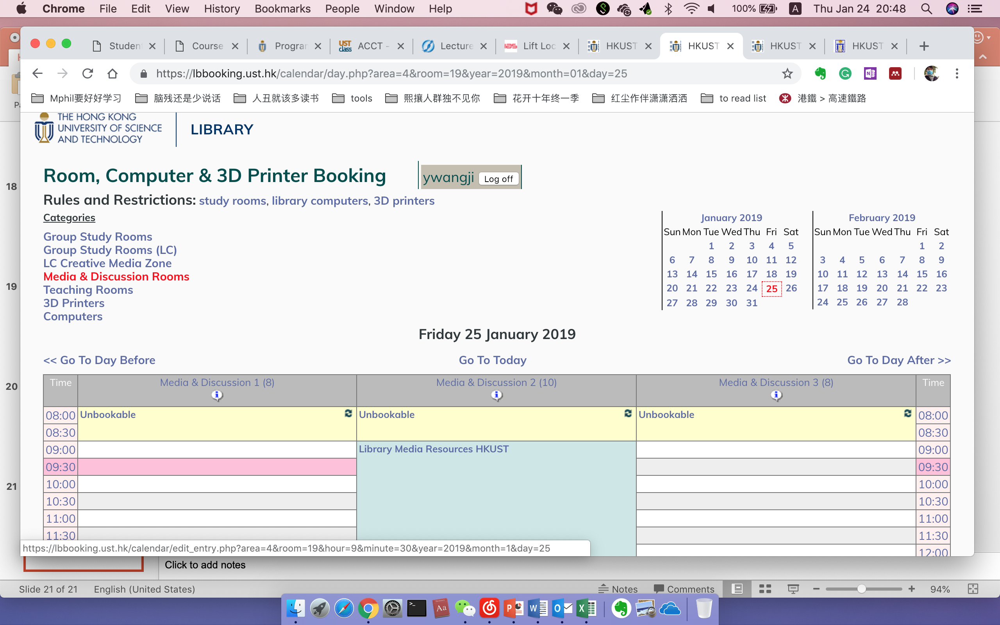 Chrome File Edit View History Bookmarks People Window Help 100% A Thu Jan 24 20:48
Student Course Program ACCT - Lecture Lift Loc HKUST HKUST HKUST HKUST
https://lbbooking.ust.hk/calendar/day.php?area=4&room=19&year=2019&month=01&day=25
Mphil要好好学习 脑残还是少说话 人丑就该多读书 tools 熙攘人群独不见你 花开十年终一季 红尘作伴潇潇洒洒 to read list 港鐵 > 高速鐵路
THE HONG KONG
UNIVERSITY OF SCIENCE
AND TECHNOLOGY
LIBRARY
Room, Computer & 3D Printer Booking
ywangji Log off
Rules and Restrictions: study rooms, library computers, 3D printers
Categories
Group Study Rooms
Group Study Rooms (LC)
LC Creative Media Zone
Media & Discussion Rooms
Teaching Rooms
3D Printers
Computers
January 2019
Sun Mon Tue Wed Thu Fri Sat
1 2 3 4 5
6 7 8 9 10 11 12
13 14 15 16 17 18 19
20 21 22 23 24 25 26
27 28 29 30 31
February 2019
Sun Mon Tue Wed Thu Fri Sat
1 2
3 4 5 6 7 8 9
10 11 12 13 14 15 16
17 18 19 20 21 22 23
24 25 26 27 28
Friday 25 January 2019
<< Go To Day Before Go To Today Go To Day After >>
Time Media & Discussion 1 (8) Media & Discussion 2 (10) Media & Discussion 3 (8) Time
08:00 Unbookable Unbookable Unbookable 08:00
08:30 08:30
09:00 Library Media Resources HKUST 09:00
09:30 09:30
10:00 10:00
10:30 10:30
11:00 11:00
11:30 11:30
12:00
https://lbbooking.ust.hk/calendar/edit_entry.php?area=4&room=19&hour=9&minute=30&year=2019&month=1&day=25
18
19
20
21
Click to add notes
Slide 21 of 21 English (United States) Notes Comments 94%